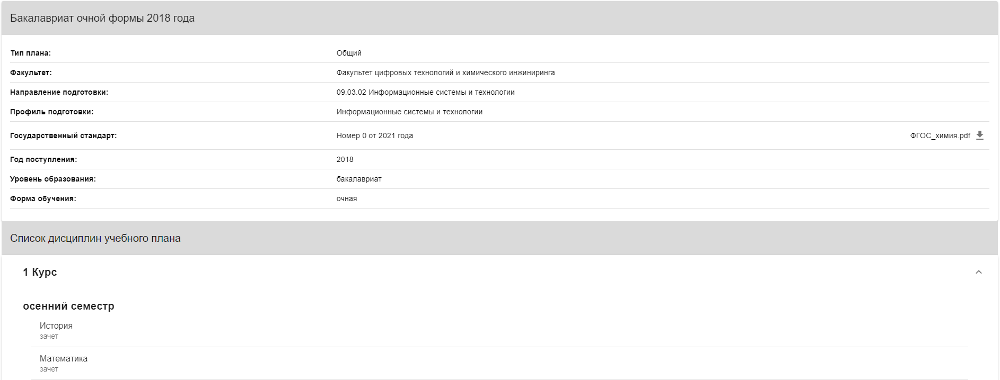 Бакалавриат очной формы 2018 года
Тип плана: Общий
Факультет: Факультет цифровых технологий и химического инжиниринга
Направление подготовки: 09.03.02 Информационные системы и технологии
Профиль подготовки: Информационные системы и технологии
Государственный стандарт: Номер 0 от 2021 года ФГОС_химия.pdf
Год поступления: 2018
Уровень образования: бакалавриат
Форма обучения: очная
Список дисциплин учебного плана
1 Курс
осенний семестр
История
зачет
Математика
зачет